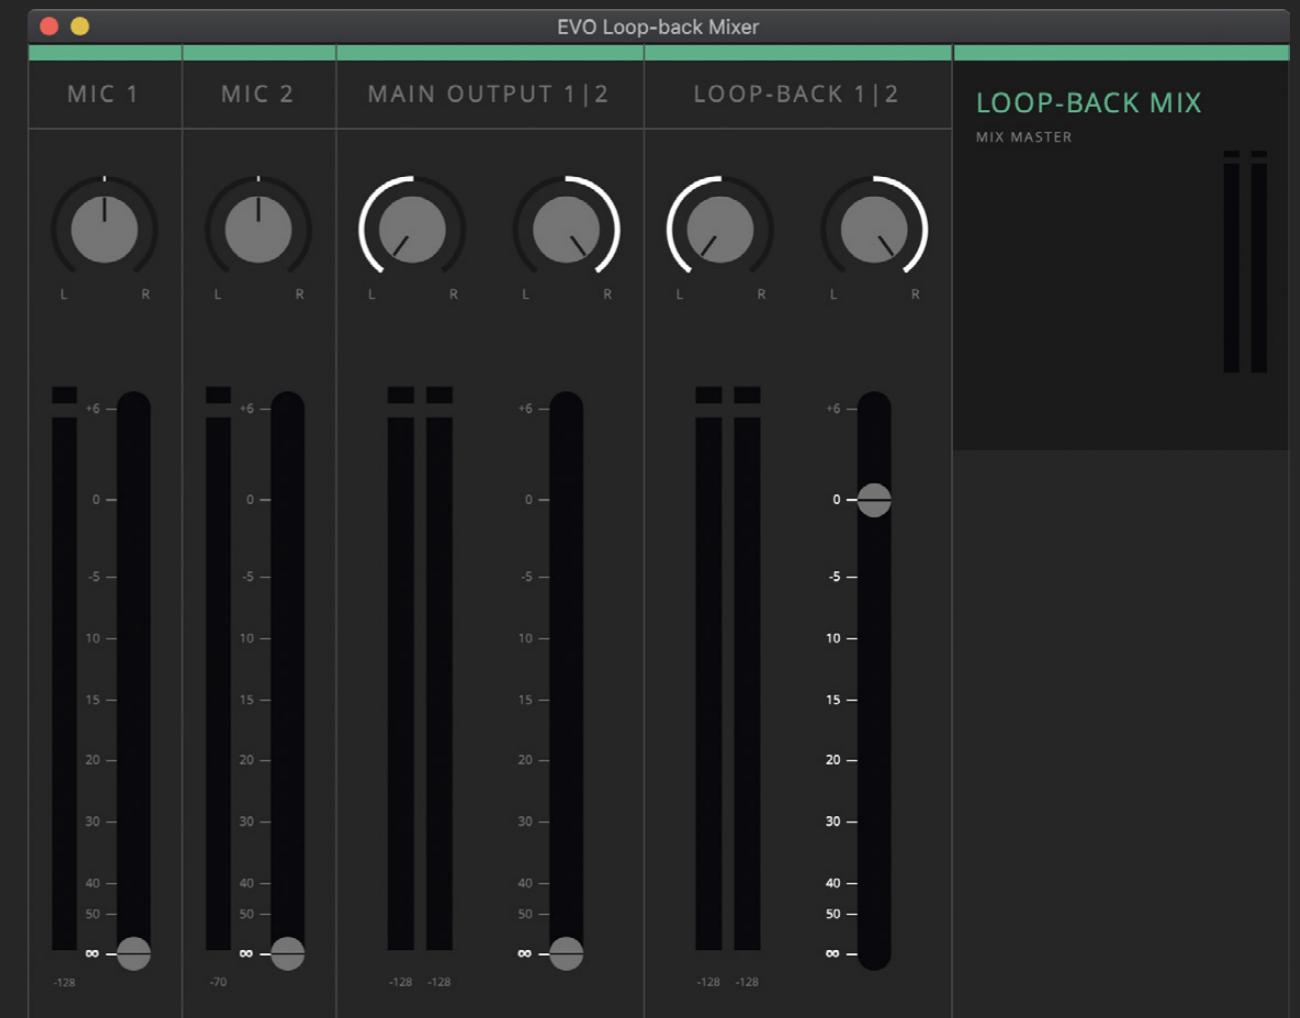 EVO Loop-back Mixer
MIC 1
MIC 2
MAIN OUTPUT 1|2
LOOP-BACK 1|2
LOOP-BACK MIX
MIX MASTER
L R L R L R L R L R L R
+6 +6 +6 +6
0 0 0 0
-5 -5 -5 -5
10 10 10 10
15 15 15 15
20 20 20 20
30 30 30 30
40 40 40 40
50 50 50 50
∞ ∞ ∞ ∞
-128 -70 -128 -128 -128 -128